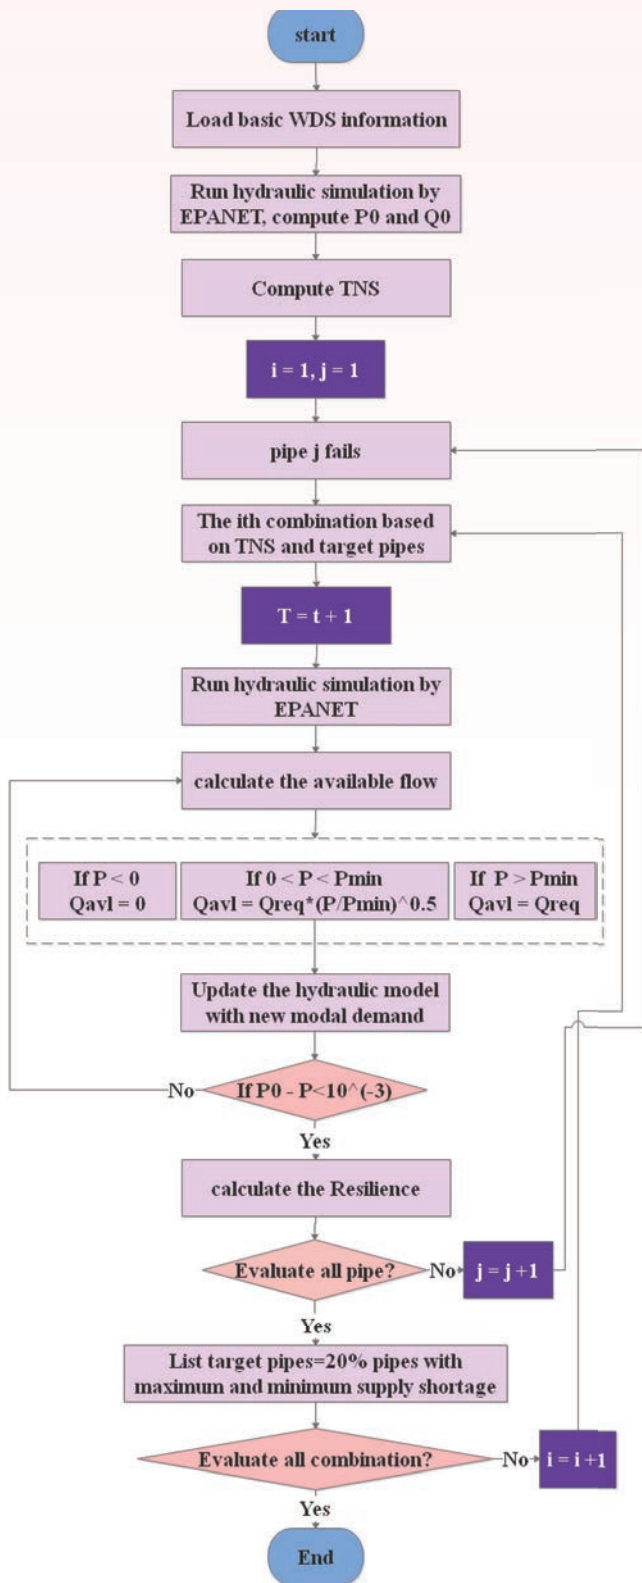 start
Load basic WDS information
Run hydraulic simulation by
EPANET, compute P0 and Q0
Compute TNS
i = 1, j = 1
pipe j fails
The ith combination based
on TNS and target pipes
T = t + 1
Run hydraulic simulation by
EPANET
calculate the available flow
If P < 0
Qavl = 0
If 0 < P < Pmin
Qavl = Qreq*(P/Pmin)^0.5
If P > Pmin
Qavl = Qreq
Update the hydraulic model
with new modal demand
If P0 - P<10^(-3)
No
Yes
calculate the Resilience
Evaluate all pipe?
No
j = j +1
Yes
List target pipes=20% pipes with
maximum and minimum supply shortage
Evaluate all combination?
No
i = i +1
Yes
End